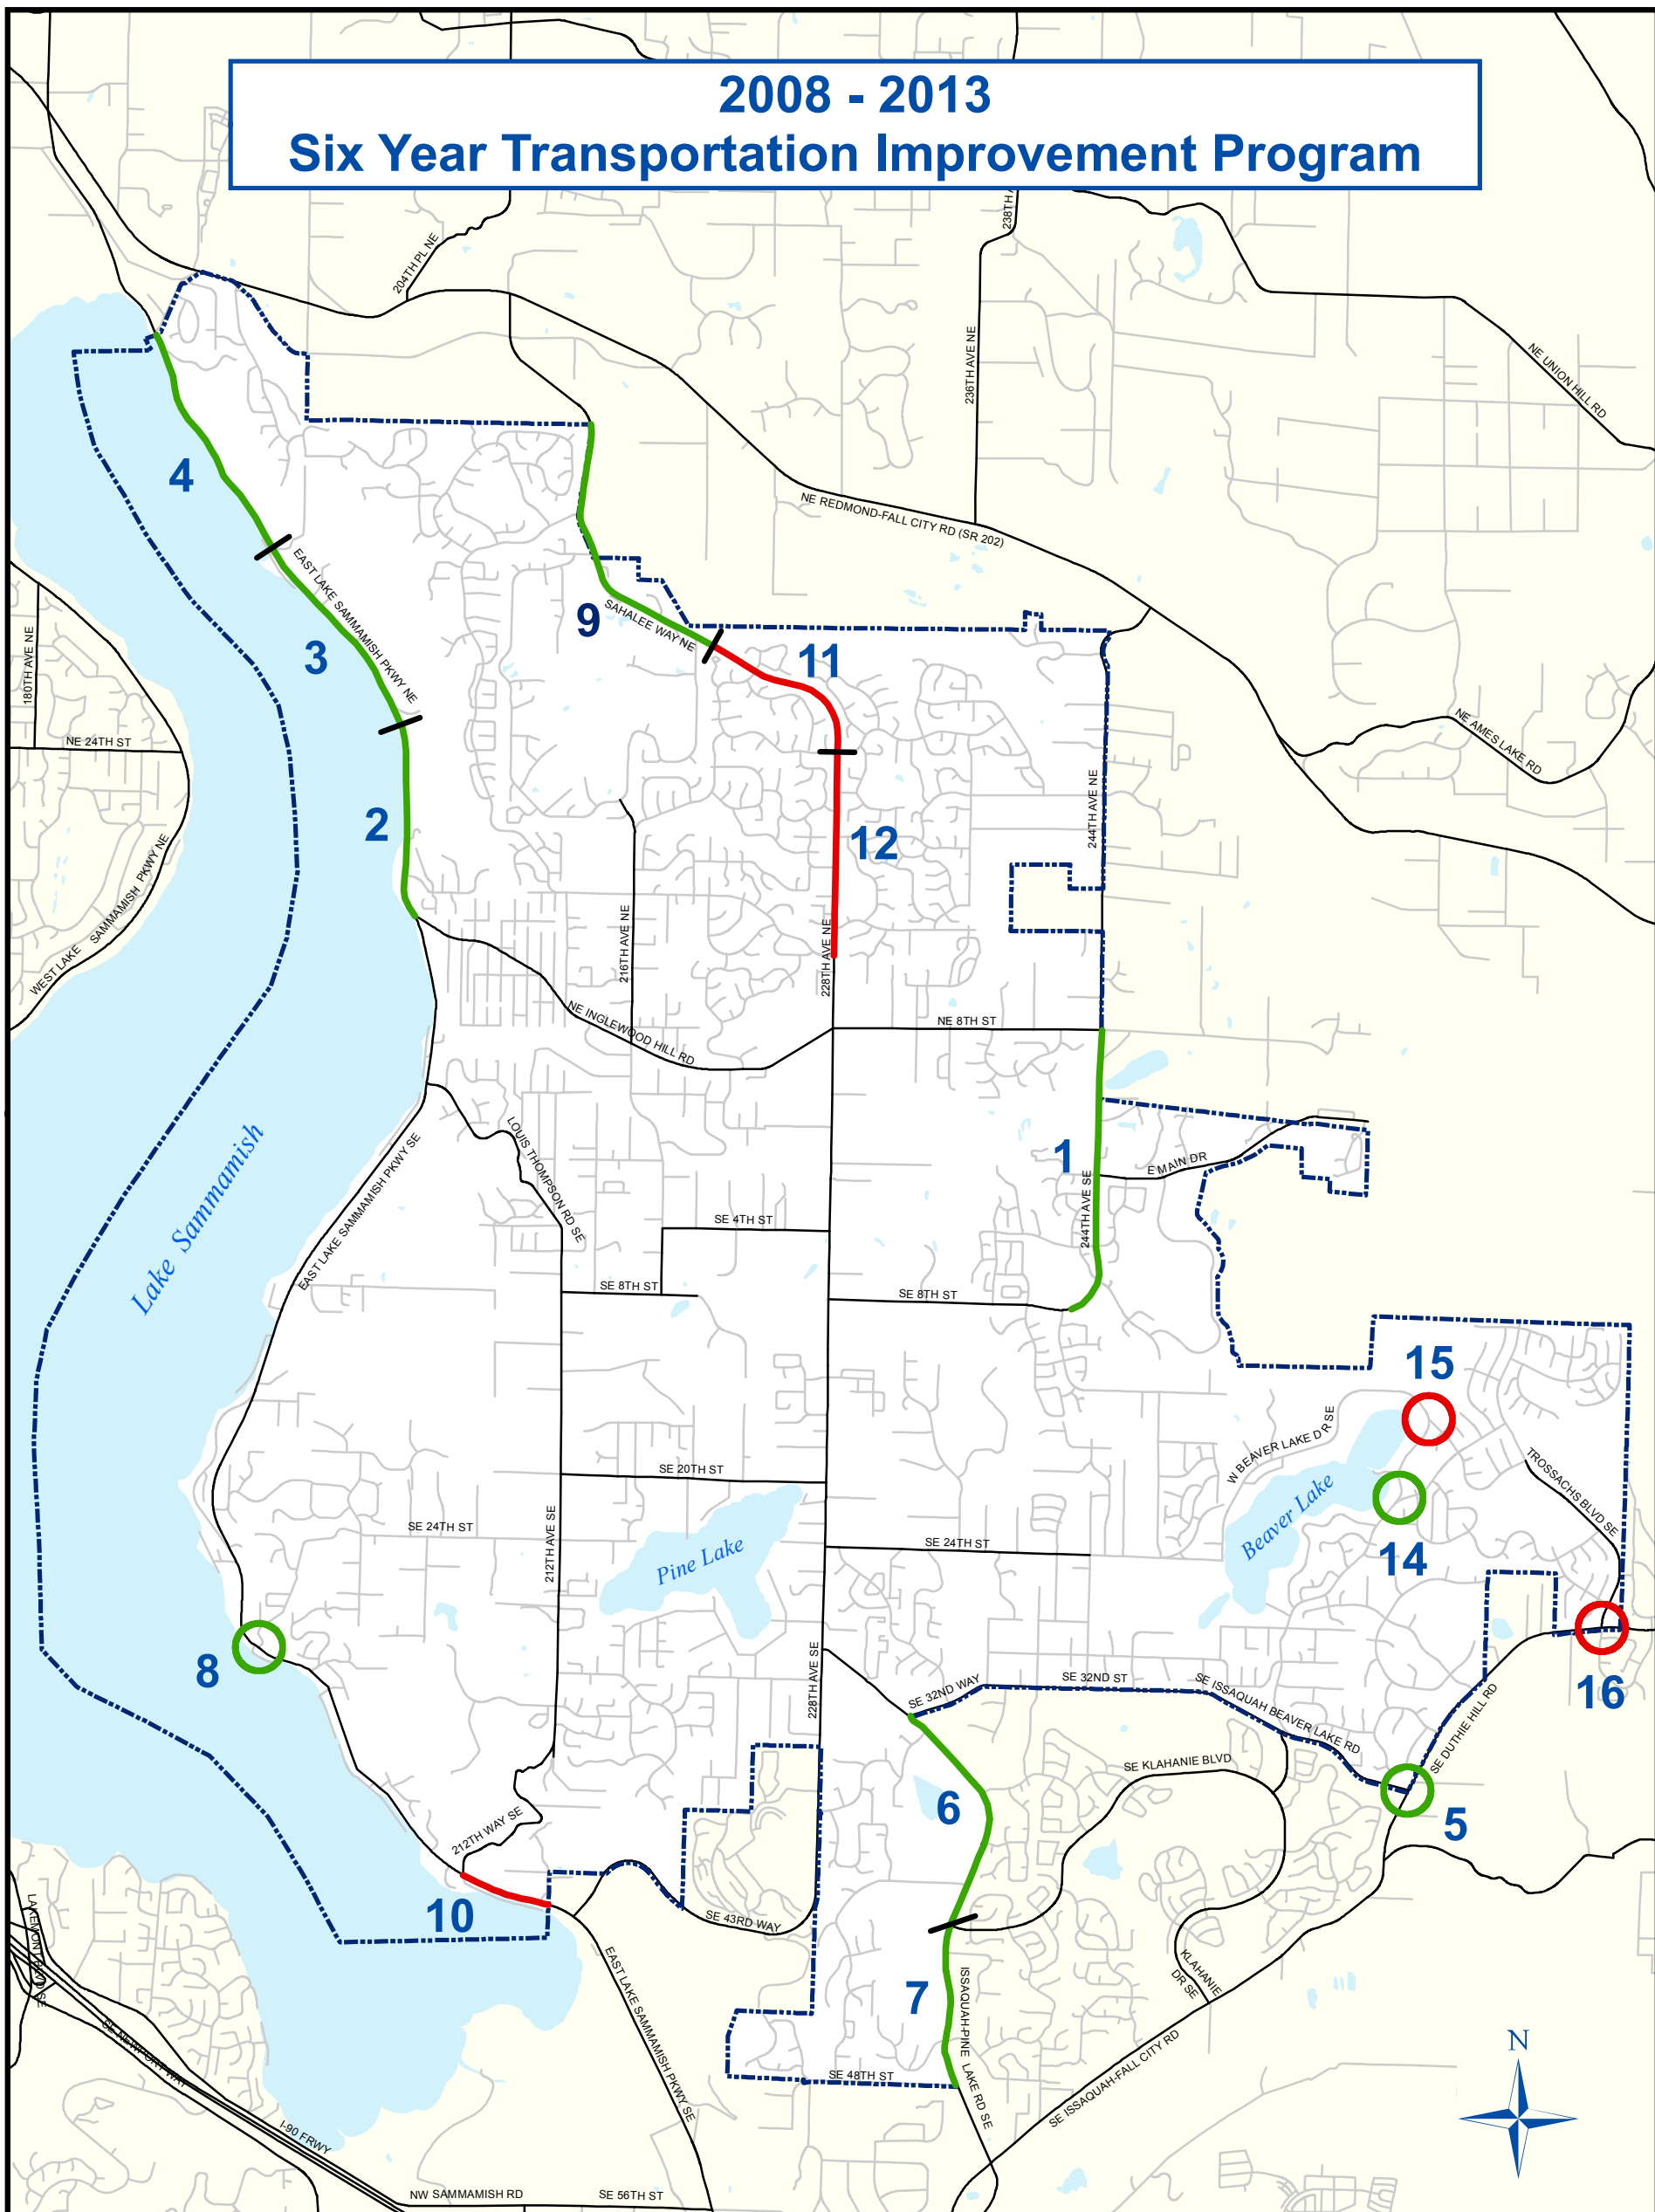 2008 - 2013
Six Year Transportation Improvement Program
204TH PL NE
238TH A
236TH AVE NE
NE UNION HILL RD
4
NE REDMOND-FALL CITY RD (SR 202)
EAST LAKE SAMMAMISH PKWY NE
9
SAHALEE WAY NE
180TH AVE NE
3
11
NE 24TH ST
NE AMES LAKE RD
2
12
244TH AVE NE
WEST LAKE SAMMAMISH PKWY NE
216TH AVE NE
228TH AVE NE
NE INGLEWOOD HILL RD
NE 8TH ST
Lake Sammamish
LOUIS THOMPSON RD SE
EAST LAKE SAMMAMISH PKWY SE
1
E MAIN DR
244TH AVE SE
SE 4TH ST
SE 8TH ST
SE 8TH ST
15
W BEAVER LAKE DR SE
TROSSACHS BLVD SE
SE 20TH ST
Beaver Lake
212TH AVE SE
SE 24TH ST
Pine Lake
SE 24TH ST
14
8
228TH AVE SE
SE 32ND WAY
SE 32ND ST
SE ISSAQUAH BEAVER LAKE RD
16
SE DUTHIE HILL RD
SE KLAHANIE BLVD
6
5
212TH WAY SE
10
SE 43RD WAY
LAKEMONT BLVD SE
EAST LAKE SAMMAMISH PKWY SE
7
ISSAQUAH-PINE LAKE RD SE
KLAHANIE
DR SE
SE NEWPORT WAY
SE 48TH ST
SE ISSAQUAH-FALL CITY RD
N
I-90 FRWY
NW SAMMAMISH RD
SE 56TH ST